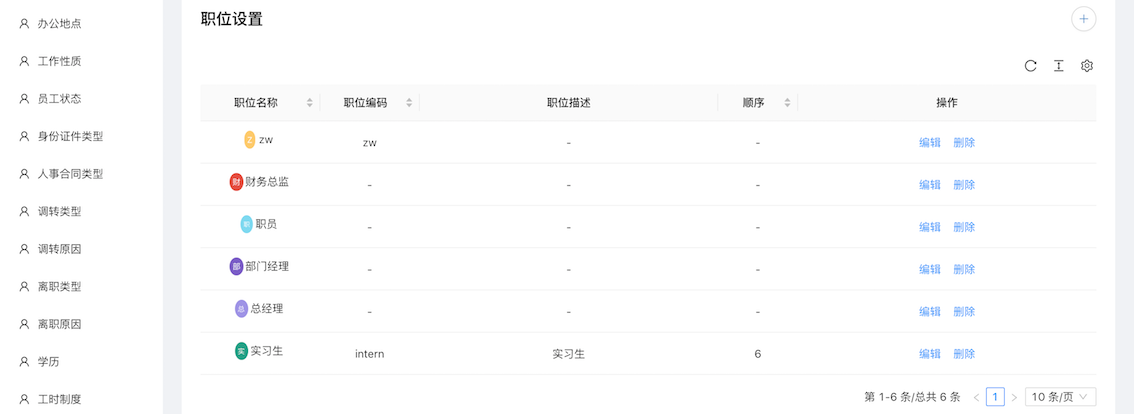 办公地点
工作性质
员工状态
身份证件类型
人事合同类型
调转类型
调转原因
离职类型
离职原因
学历
工时制度
职位设置
职位名称 职位编码 职位描述 顺序 操作
Z zw zw - - 编辑 删除
财 财务总监 - - - 编辑 删除
职 职员 - - - 编辑 删除
部 部门经理 - - - 编辑 删除
总 总经理 - - - 编辑 删除
实 实习生 intern 实习生 6 编辑 删除
第 1-6 条/总共 6 条 < 1 > 10 条/页